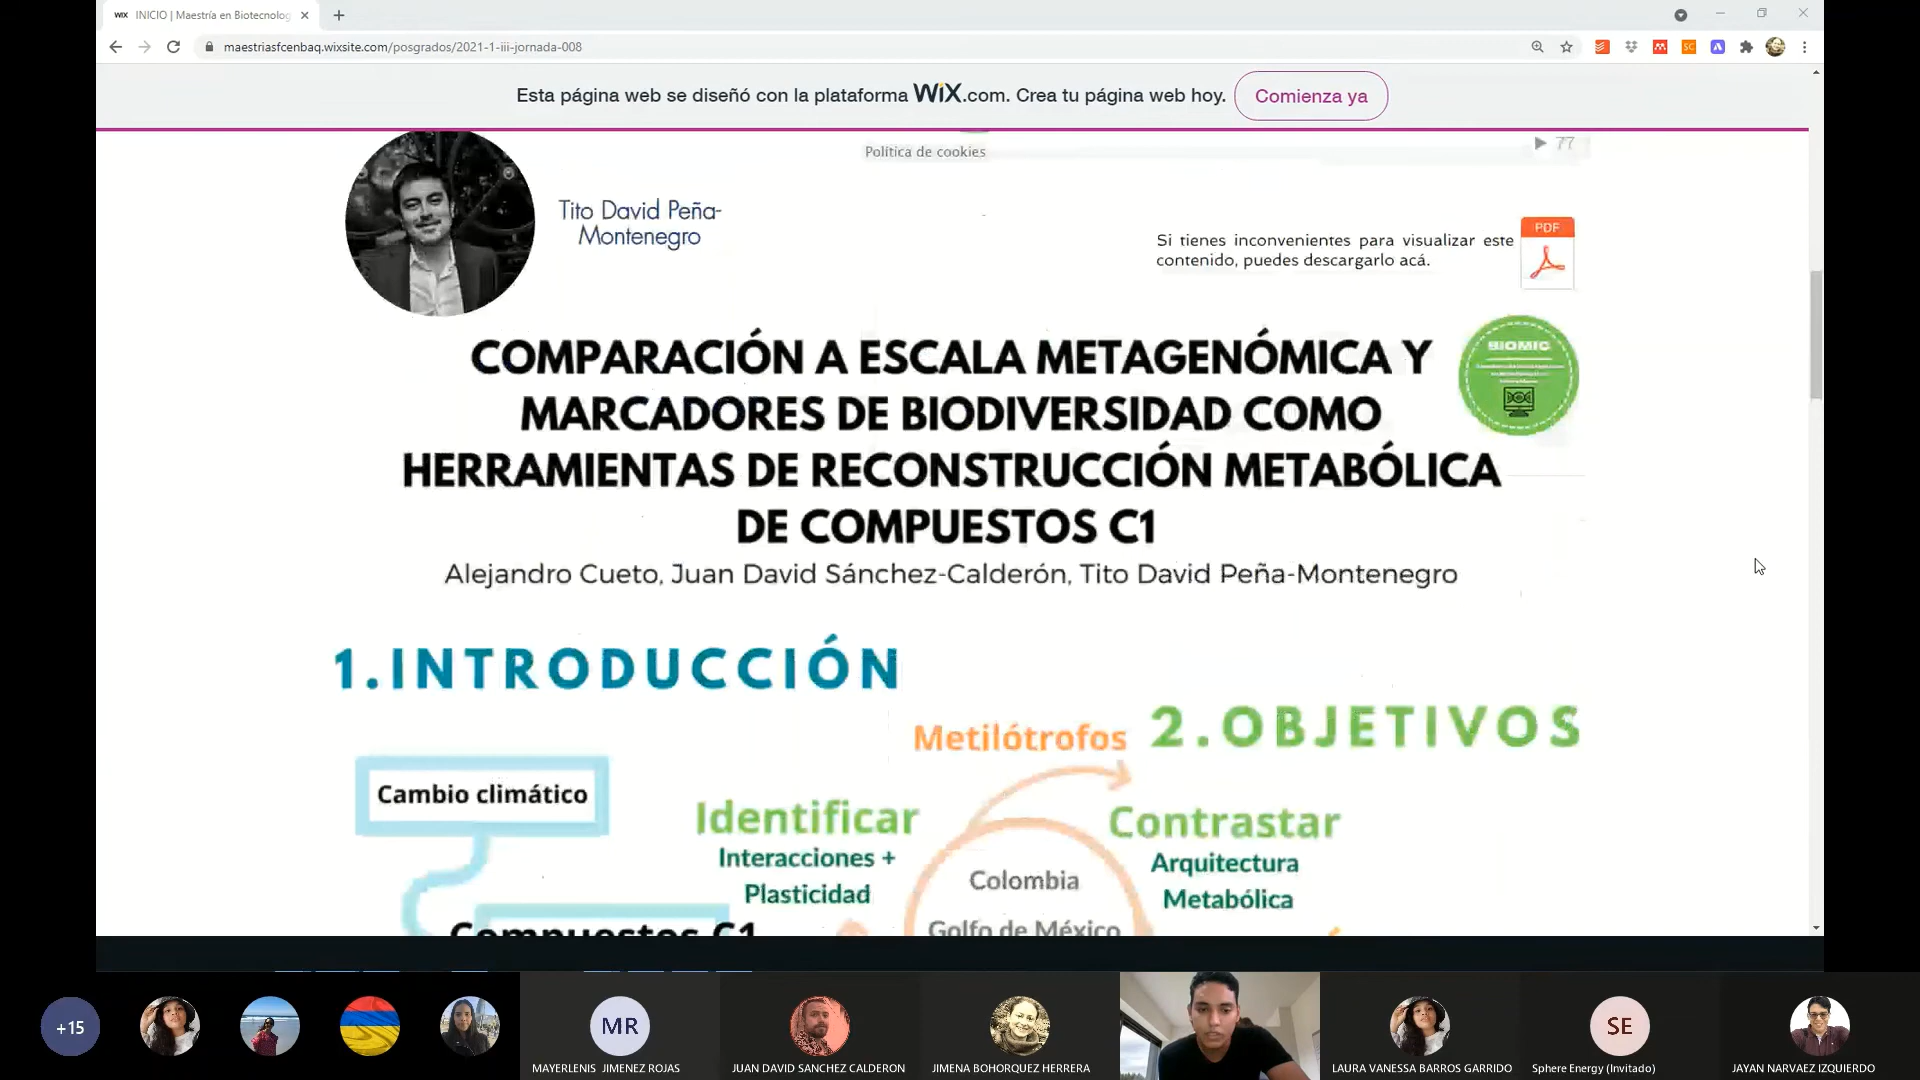 WiX INICIO | Maestría en Biotecnolog
maestriasfcenbaq.wixsite.com/posgrados/2021-1-iii-jornada-008
Esta página web se diseñó con la plataforma WiX.com. Crea tu página web hoy. Comienza ya
Política de cookies
77
Tito David Peña-
Montenegro
Si tienes inconvenientes para visualizar este
contenido, puedes descargarlo acá.
PDF
COMPARACIÓN A ESCALA METAGENÓMICA Y
MARCADORES DE BIODIVERSIDAD COMO
HERRAMIENTAS DE RECONSTRUCCIÓN METABÓLICA
DE COMPUESTOS C1
BIOMIC
Alejandro Cueto, Juan David Sánchez-Calderón, Tito David Peña-Montenegro
1.INTRODUCCIÓN
2.OBJETIVOS
Metilótrofos
Cambio climático
Identificar
Interacciones +
Plasticidad
Contrastar
Arquitectura
Metabólica
Colombia
Golfo de México
Compuestos C1
+15
MR
SE
MAYERLENIS JIMENEZ ROJAS
JUAN DAVID SANCHEZ CALDERON
JIMENA BOHORQUEZ HERRERA
LAURA VANESSA BARROS GARRIDO
Sphere Energy (Invitado)
JAYAN NARVAEZ IZQUIERDO